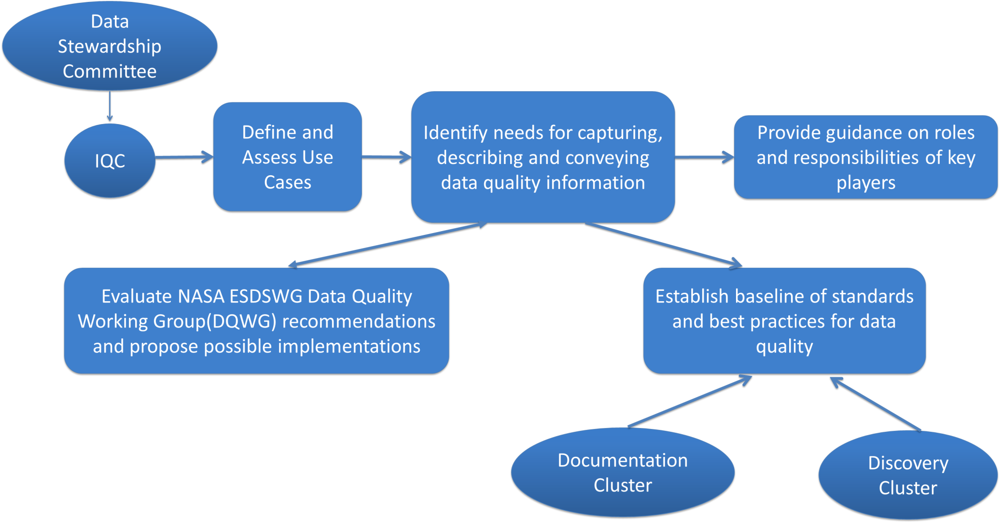 Data
Stewardship
Committee
IQC
Define and
Assess Use
Cases
Identify needs for capturing,
describing and conveying
data quality information
Provide guidance on roles
and responsibilities of key
players
Evaluate NASA ESDSWG Data Quality
Working Group(DQWG) recommendations
and propose possible implementations
Establish baseline of standards
and best practices for data
quality
Documentation
Cluster
Discovery
Cluster